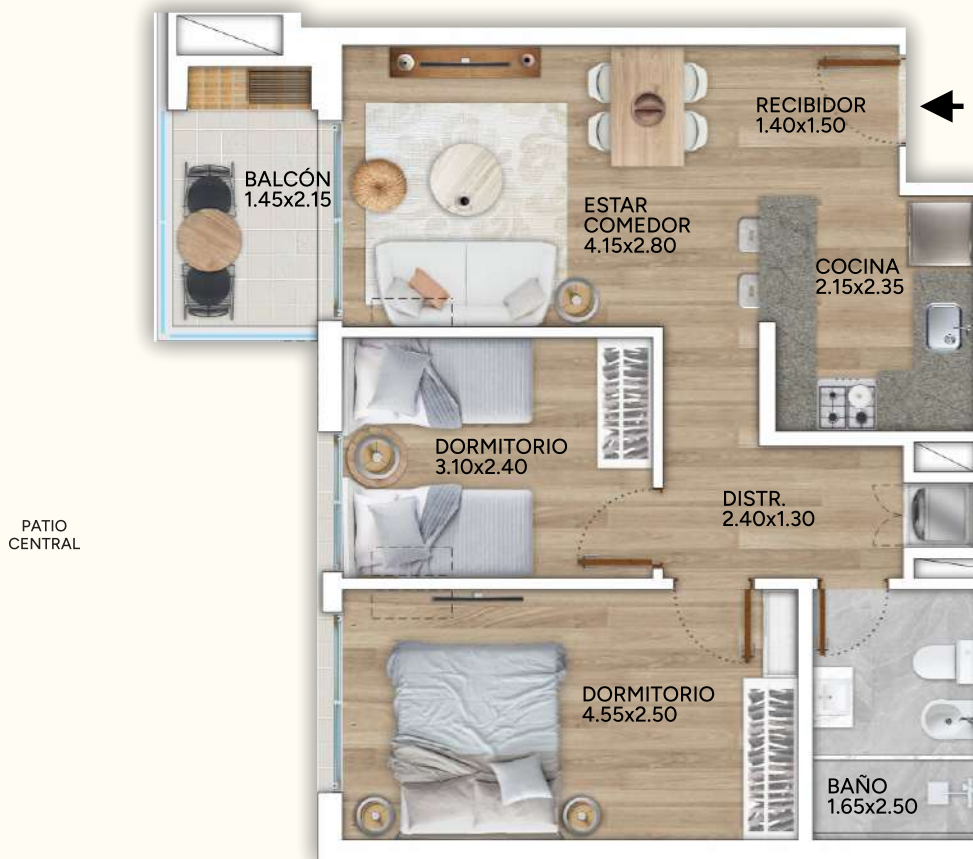 RECIBIDOR
1.40x1.50
BALCÓN
1.45x2.15
ESTAR
COMEDOR
4.15x2.80
COCINA
2.15x2.35
DORMITORIO
3.10x2.40
DISTR.
2.40x1.30
PATIO
CENTRAL
DORMITORIO
4.55x2.50
BAÑO
1.65x2.50